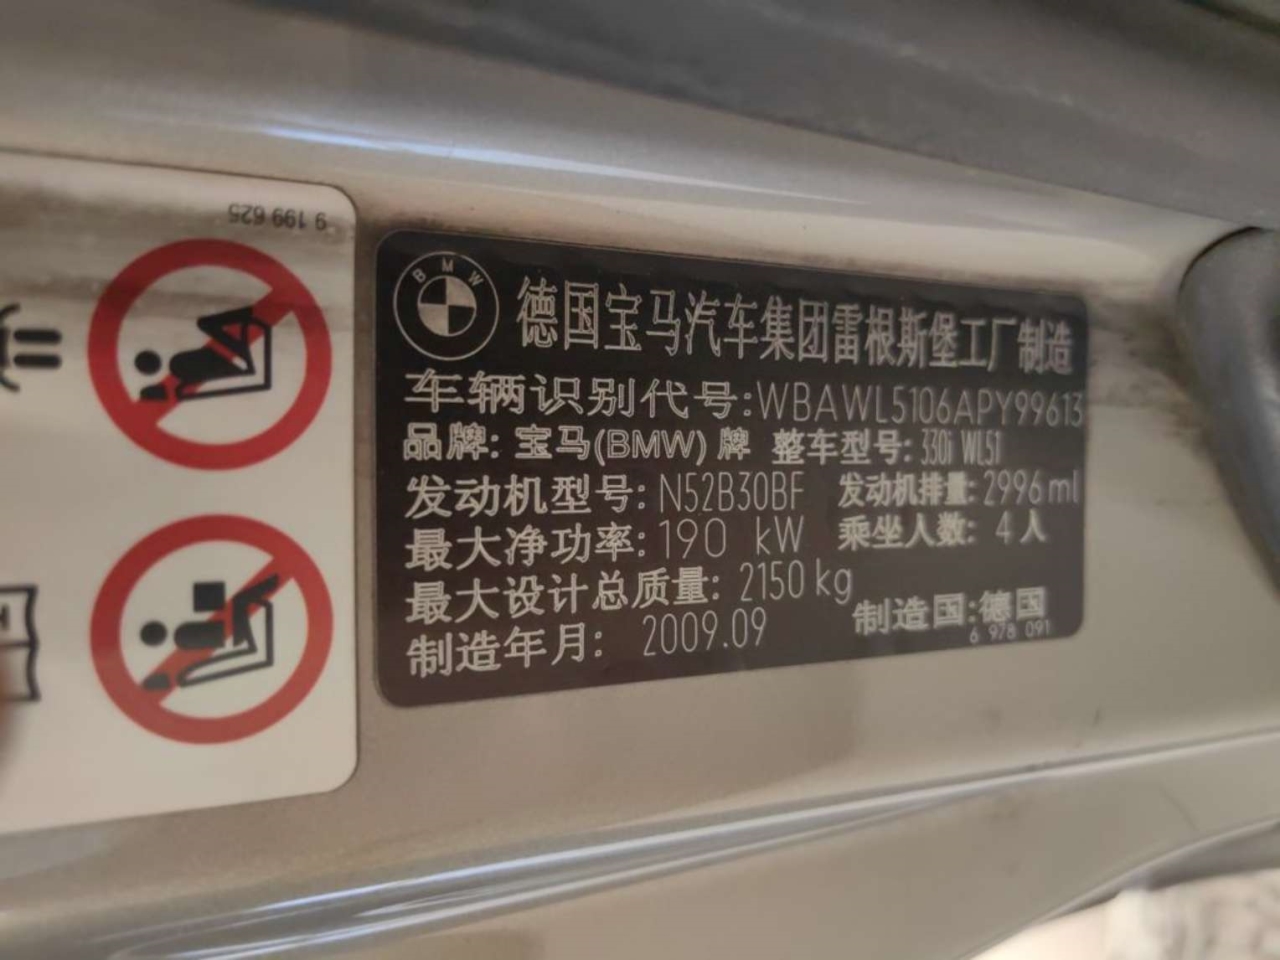 9 199 625
BMW
德国宝马汽车集团雷根斯堡工厂制造
车辆识别代号:WBAWL5106APY99613
品牌: 宝马(BMW) 牌 整车型号: 330i WL51
发动机型号: N52B30BF 发动机排量: 2996 ml
最大净功率: 190 kW 乘坐人数: 4 人
最大设计总质量: 2150 kg
制造年月: 2009.09 制造国:德国
6 978 091